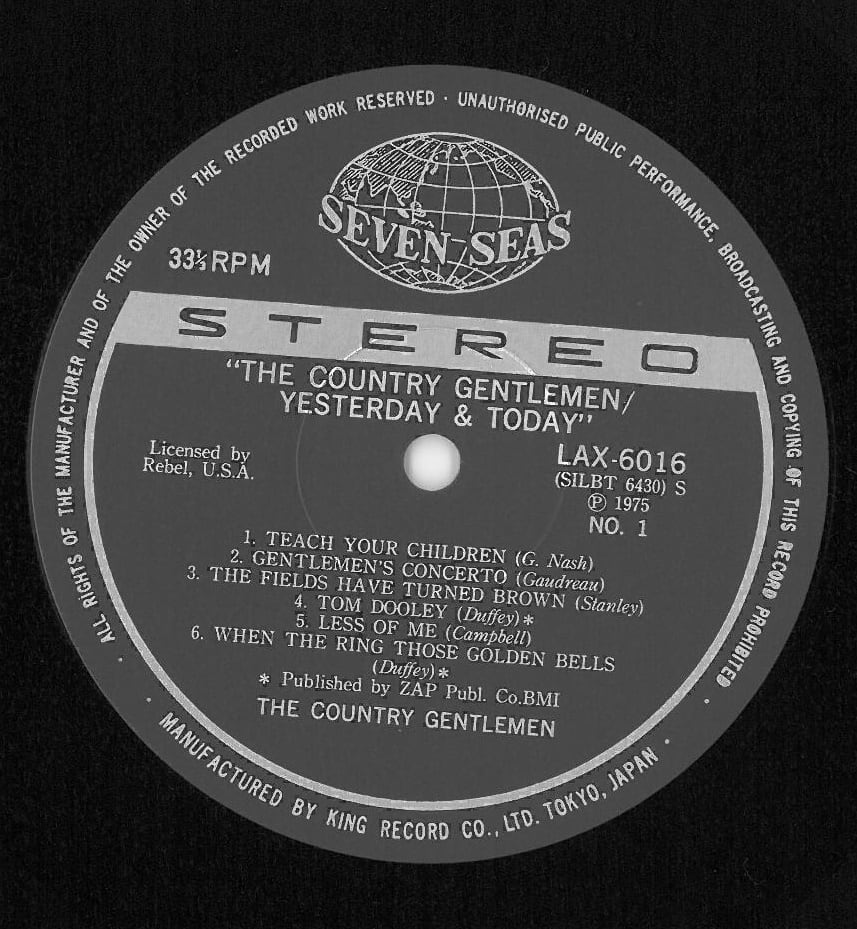 ALL RIGHTS OF THE MANUFACTURER AND OF THE OWNER OF THE RECORDED WORK RESERVED · UNAUTHORISED PUBLIC PERFORMANCE, BROADCASTING AND COPYING OF THIS RECORD PROHIBITED
SEVEN SEAS
33⅓ RPM
STEREO
"THE COUNTRY GENTLEMEN/
YESTERDAY & TODAY"
Licensed by
Rebel, U.S.A.
LAX-6016
(SILBT 6430) S
Ⓟ 1975
NO. 1
1. TEACH YOUR CHILDREN (G. Nash)
2. GENTLEMEN'S CONCERTO (Gaudreau)
3. THE FIELDS HAVE TURNED BROWN (Stanley)
4. TOM DOOLEY (Duffey)*
5. LESS OF ME (Campbell)
6. WHEN THE RING THOSE GOLDEN BELLS
(Duffey)*
* Published by ZAP Publ. Co.BMI
THE COUNTRY GENTLEMEN
· MANUFACTURED BY KING RECORD CO., LTD. TOKYO, JAPAN ·